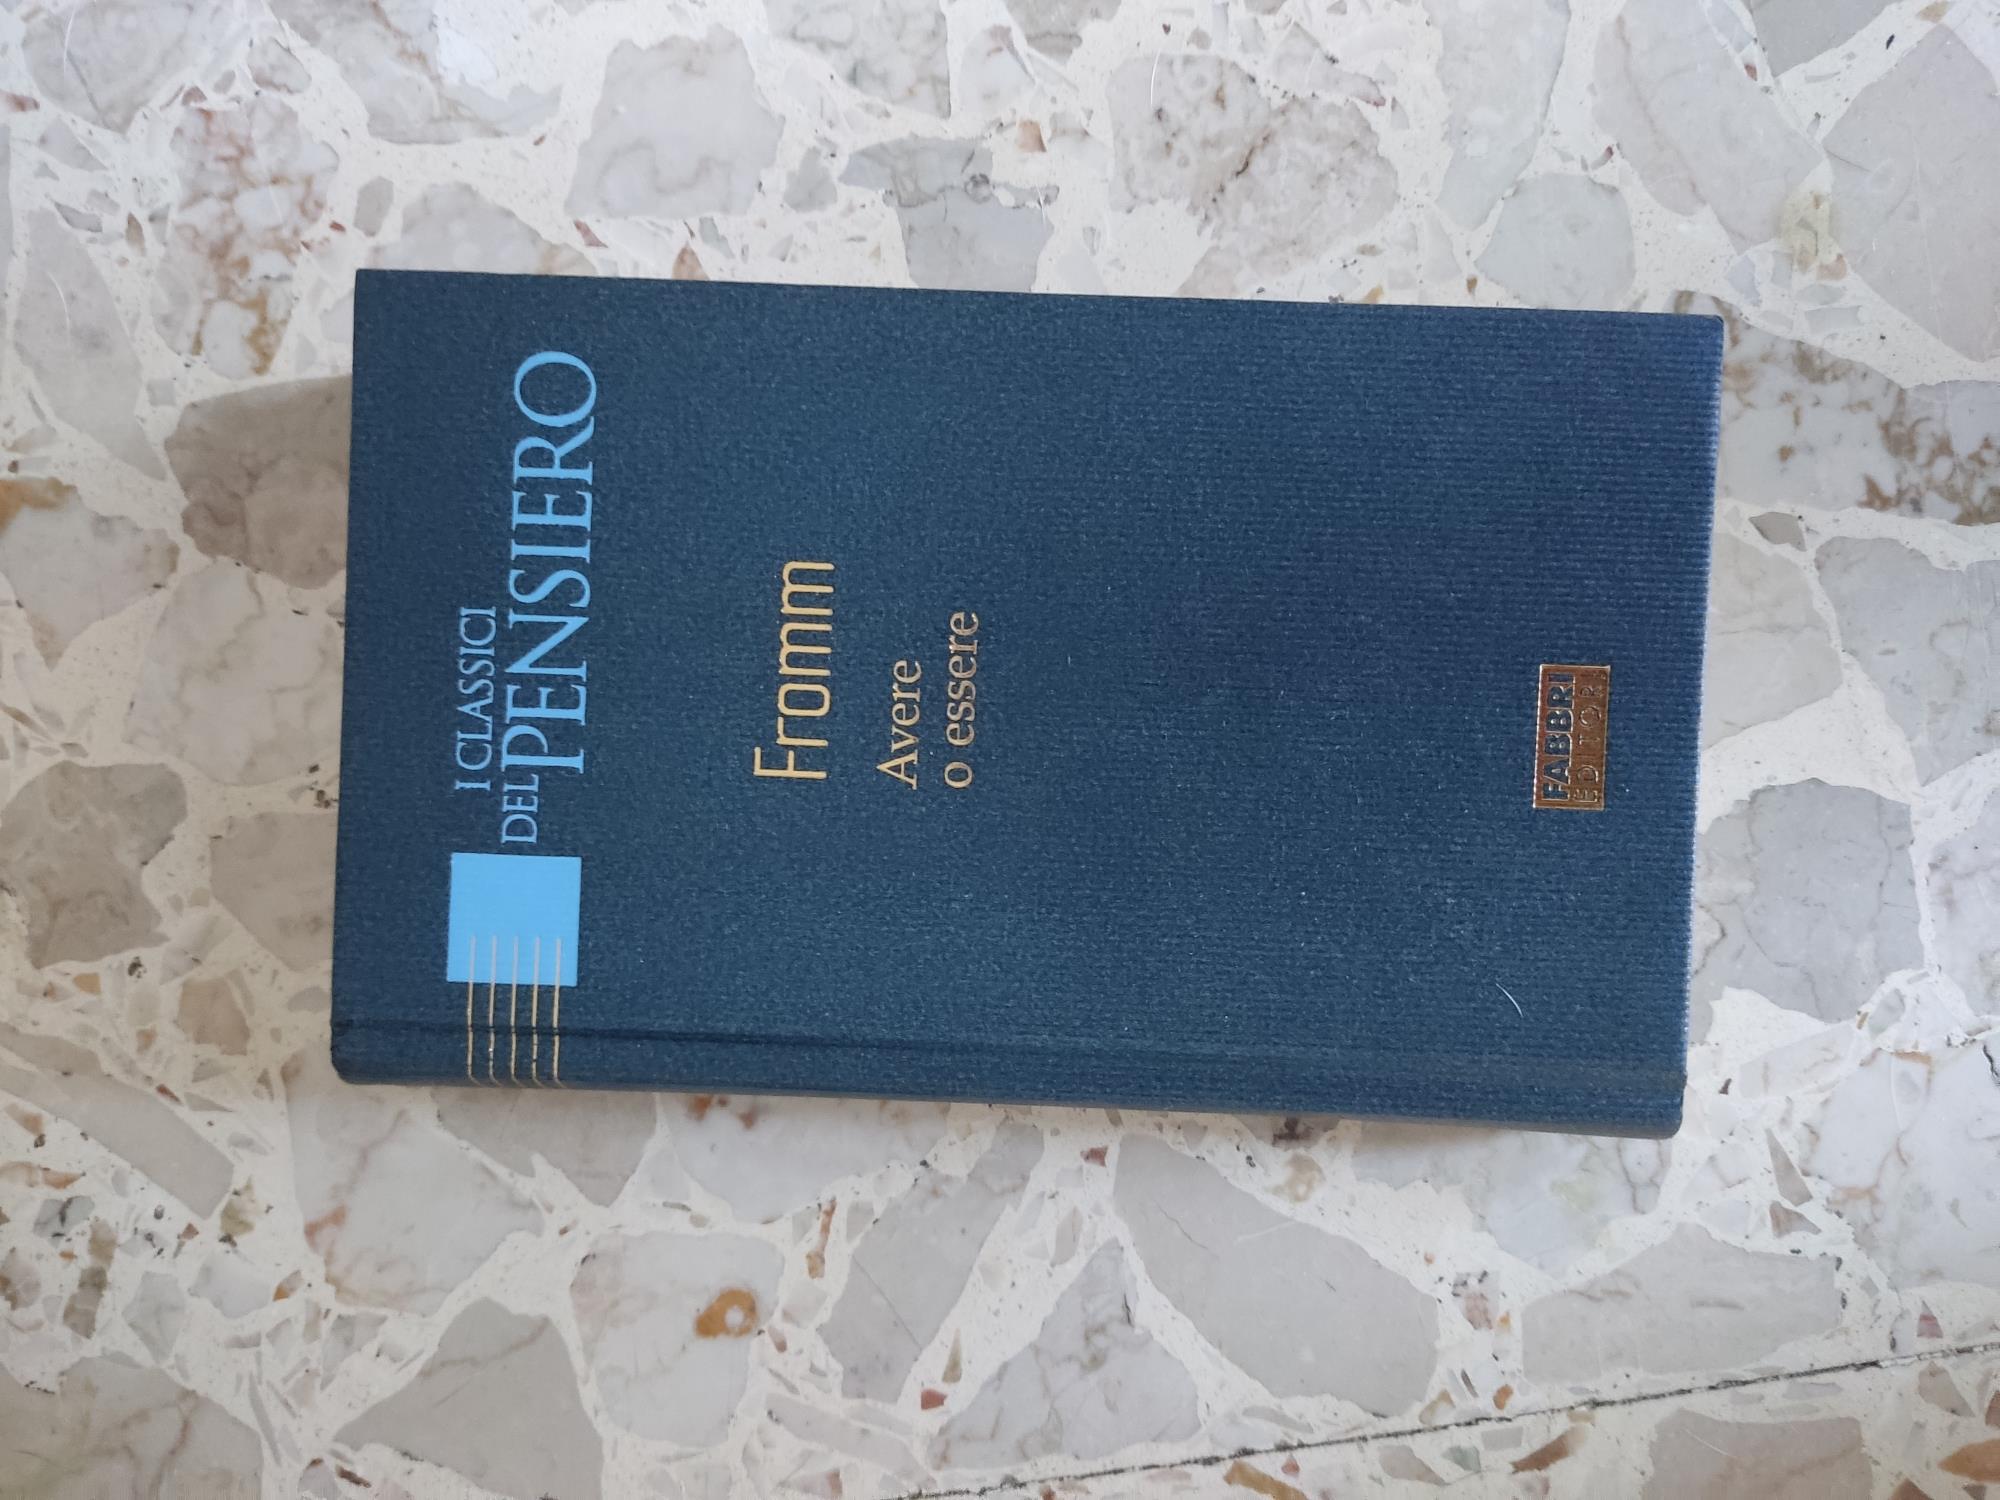 I CLASSICI
DEL PENSIERO
Fromm
Avere
o essere
FABBRI
EDITORI